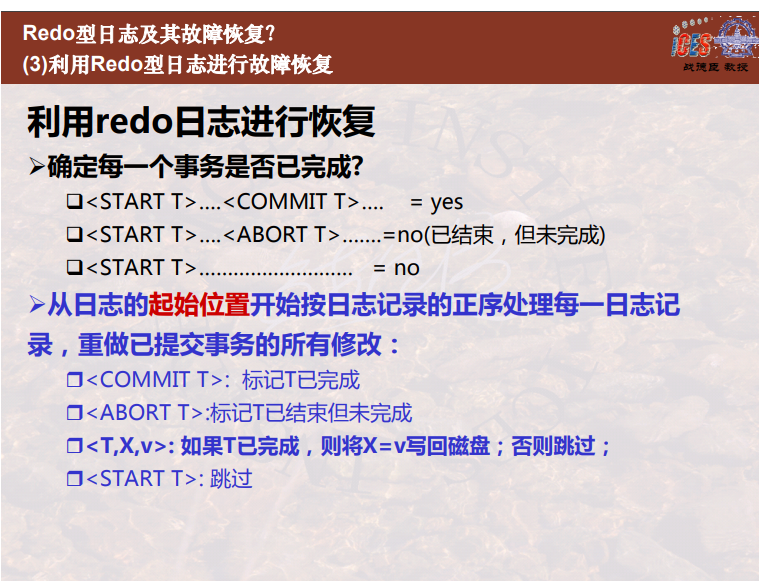 Redo型日志及其故障恢复?
(3)利用Redo型日志进行故障恢复
ICES
战德臣 教授
利用redo日志进行恢复
➢确定每一个事务是否已完成?
❑<START T>....<COMMIT T>.... = yes
❑<START T>....<ABORT T>.......=no(已结束，但未完成)
❑<START T>........................... = no
➢从日志的起始位置开始按日志记录的正序处理每一日志记
录，重做已提交事务的所有修改：
❒<COMMIT T>: 标记T已完成
❒<ABORT T>:标记T已结束但未完成
❒<T,X,v>: 如果T已完成，则将X=v写回磁盘；否则跳过；
❒<START T>: 跳过